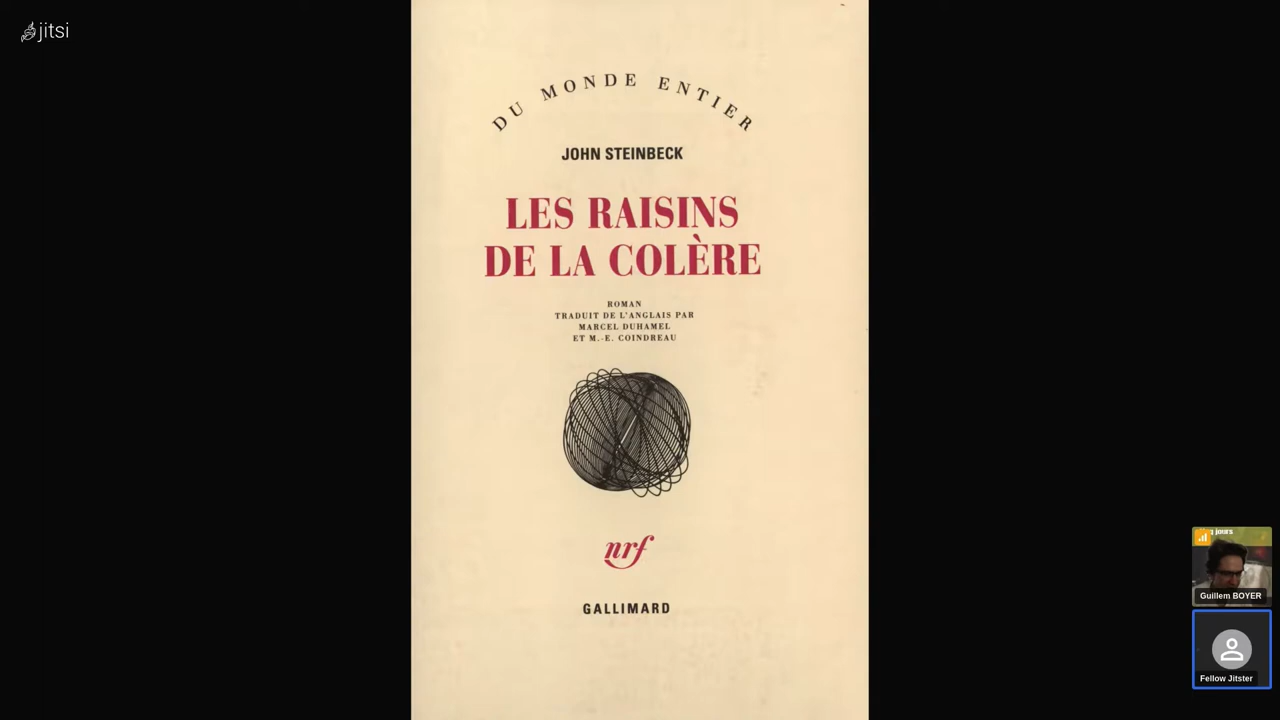 jitsi
DU MONDE ENTIER
JOHN STEINBECK
LES RAISINS
DE LA COLÈRE
ROMAN
TRADUIT DE L'ANGLAIS PAR
MARCEL DUHAMEL
ET M.-E. COINDREAU
nrf
GALLIMARD
jours
Guillem BOYER
Fellow Jitster